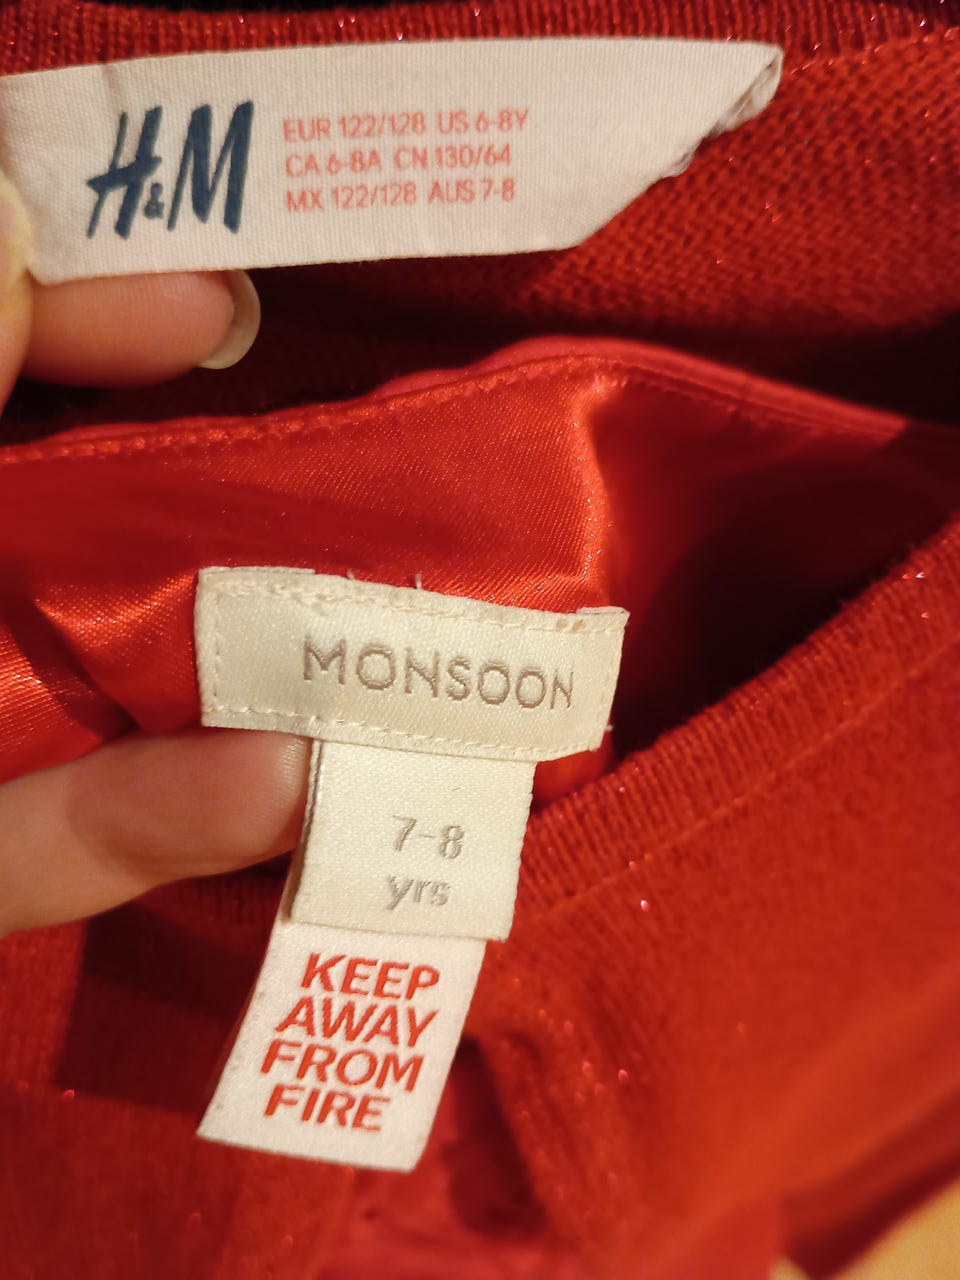 H&M
EUR 122/128 US 6-8Y
CA 6-8A CN 130/64
MX 122/128 AUS 7-8
MONSOON
7-8
yrs
KEEP
AWAY
FROM
FIRE